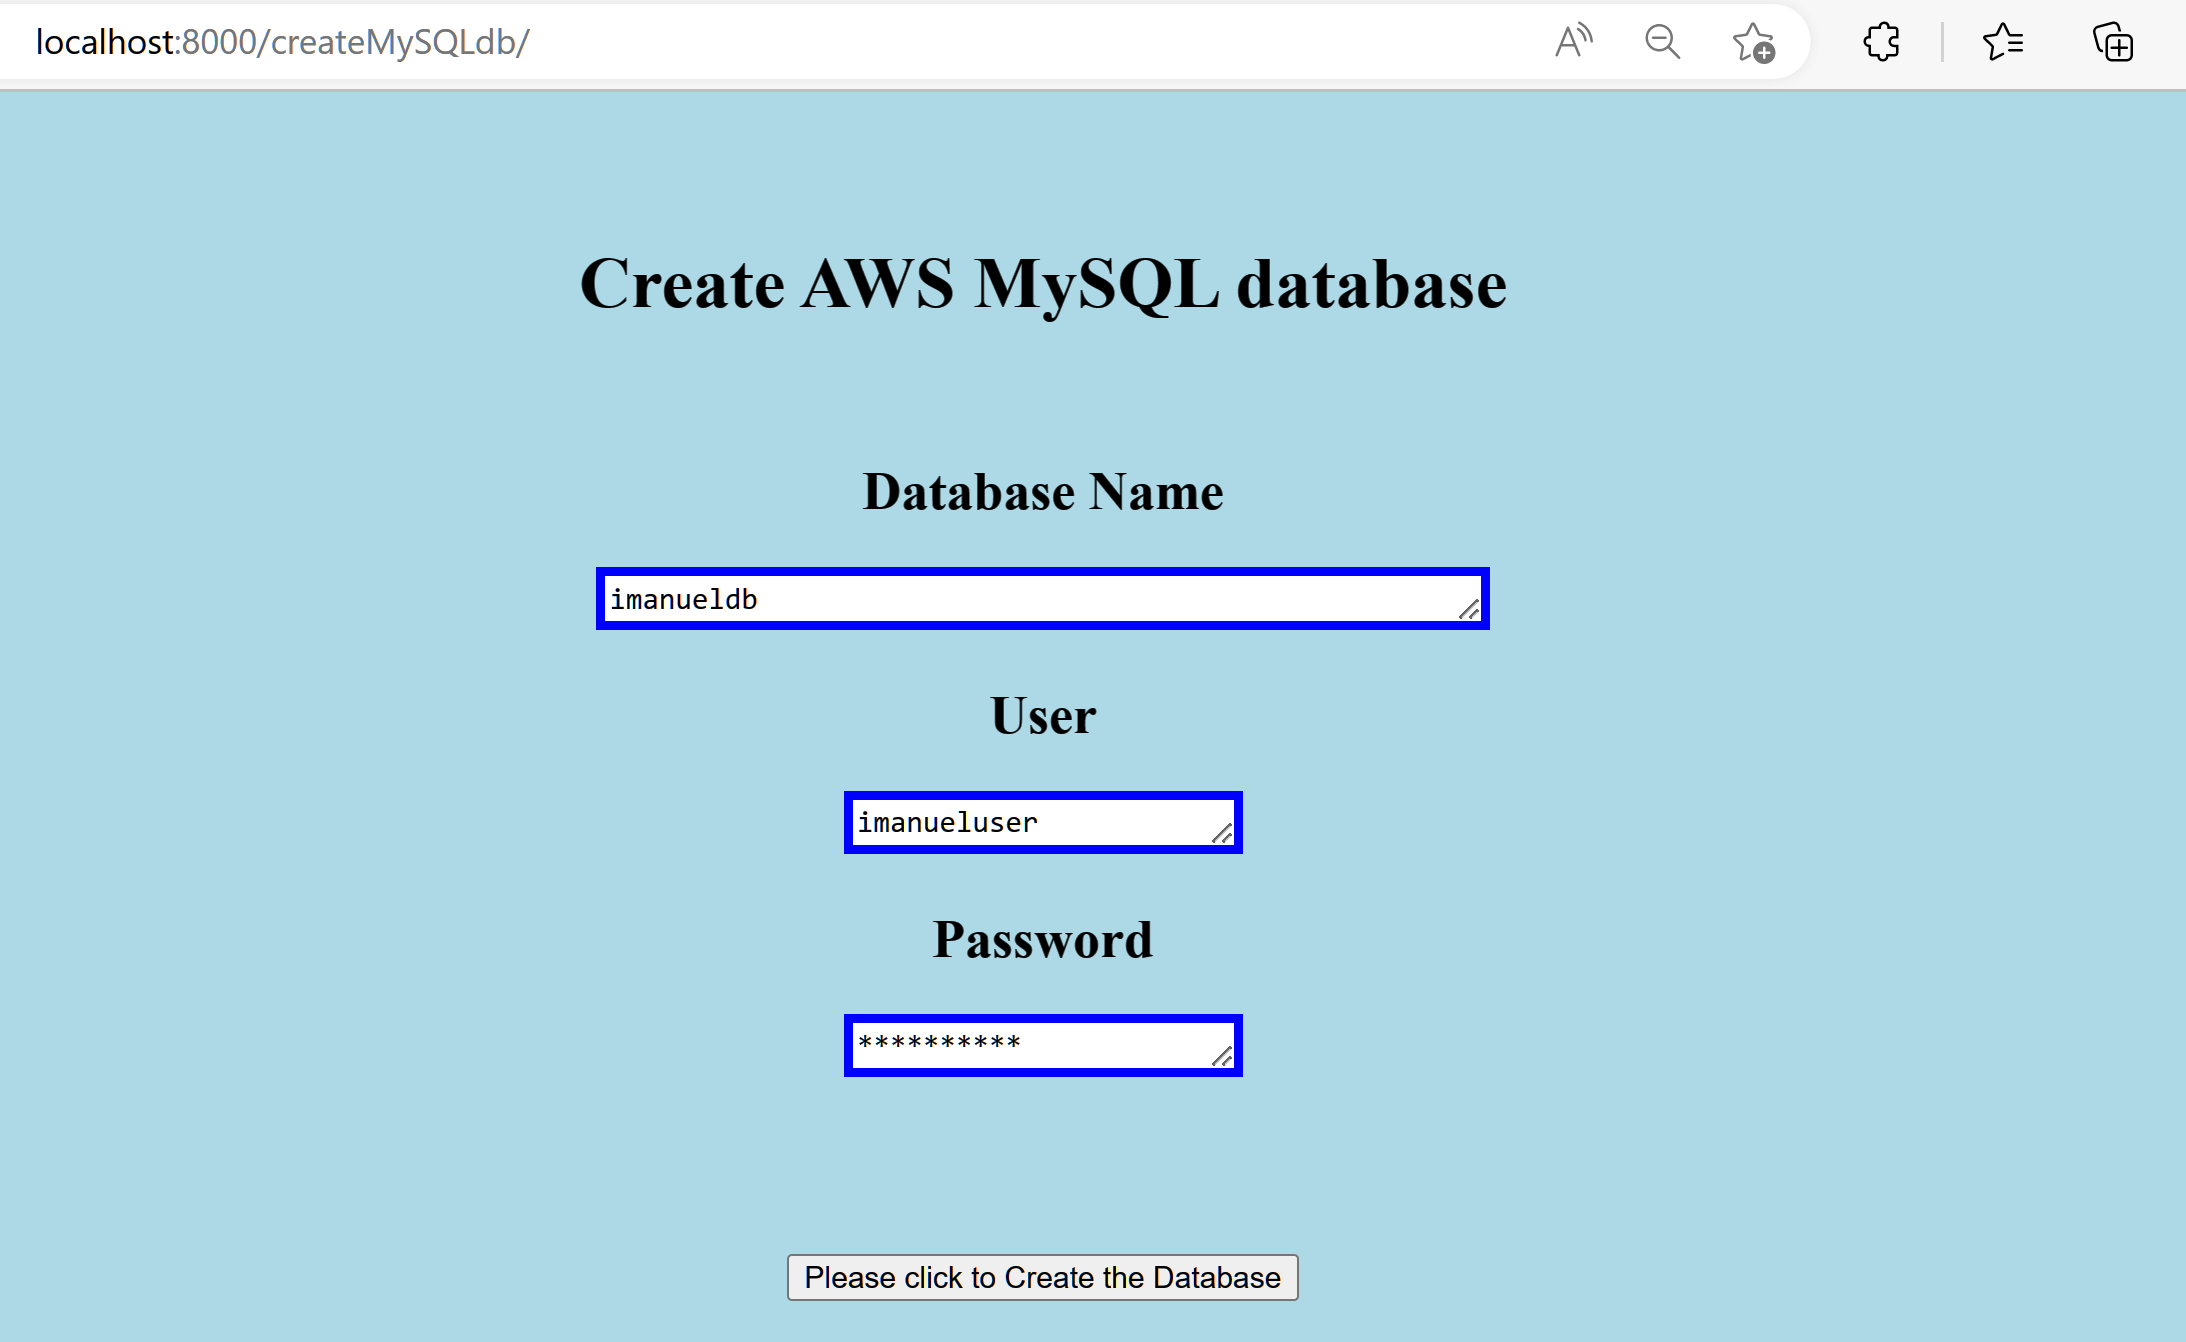 localhost:8000/createMySQLdb/
Create AWS MySQL database
Database Name
imanueldb
User
imanueluser
Password
**********
Please click to Create the Database